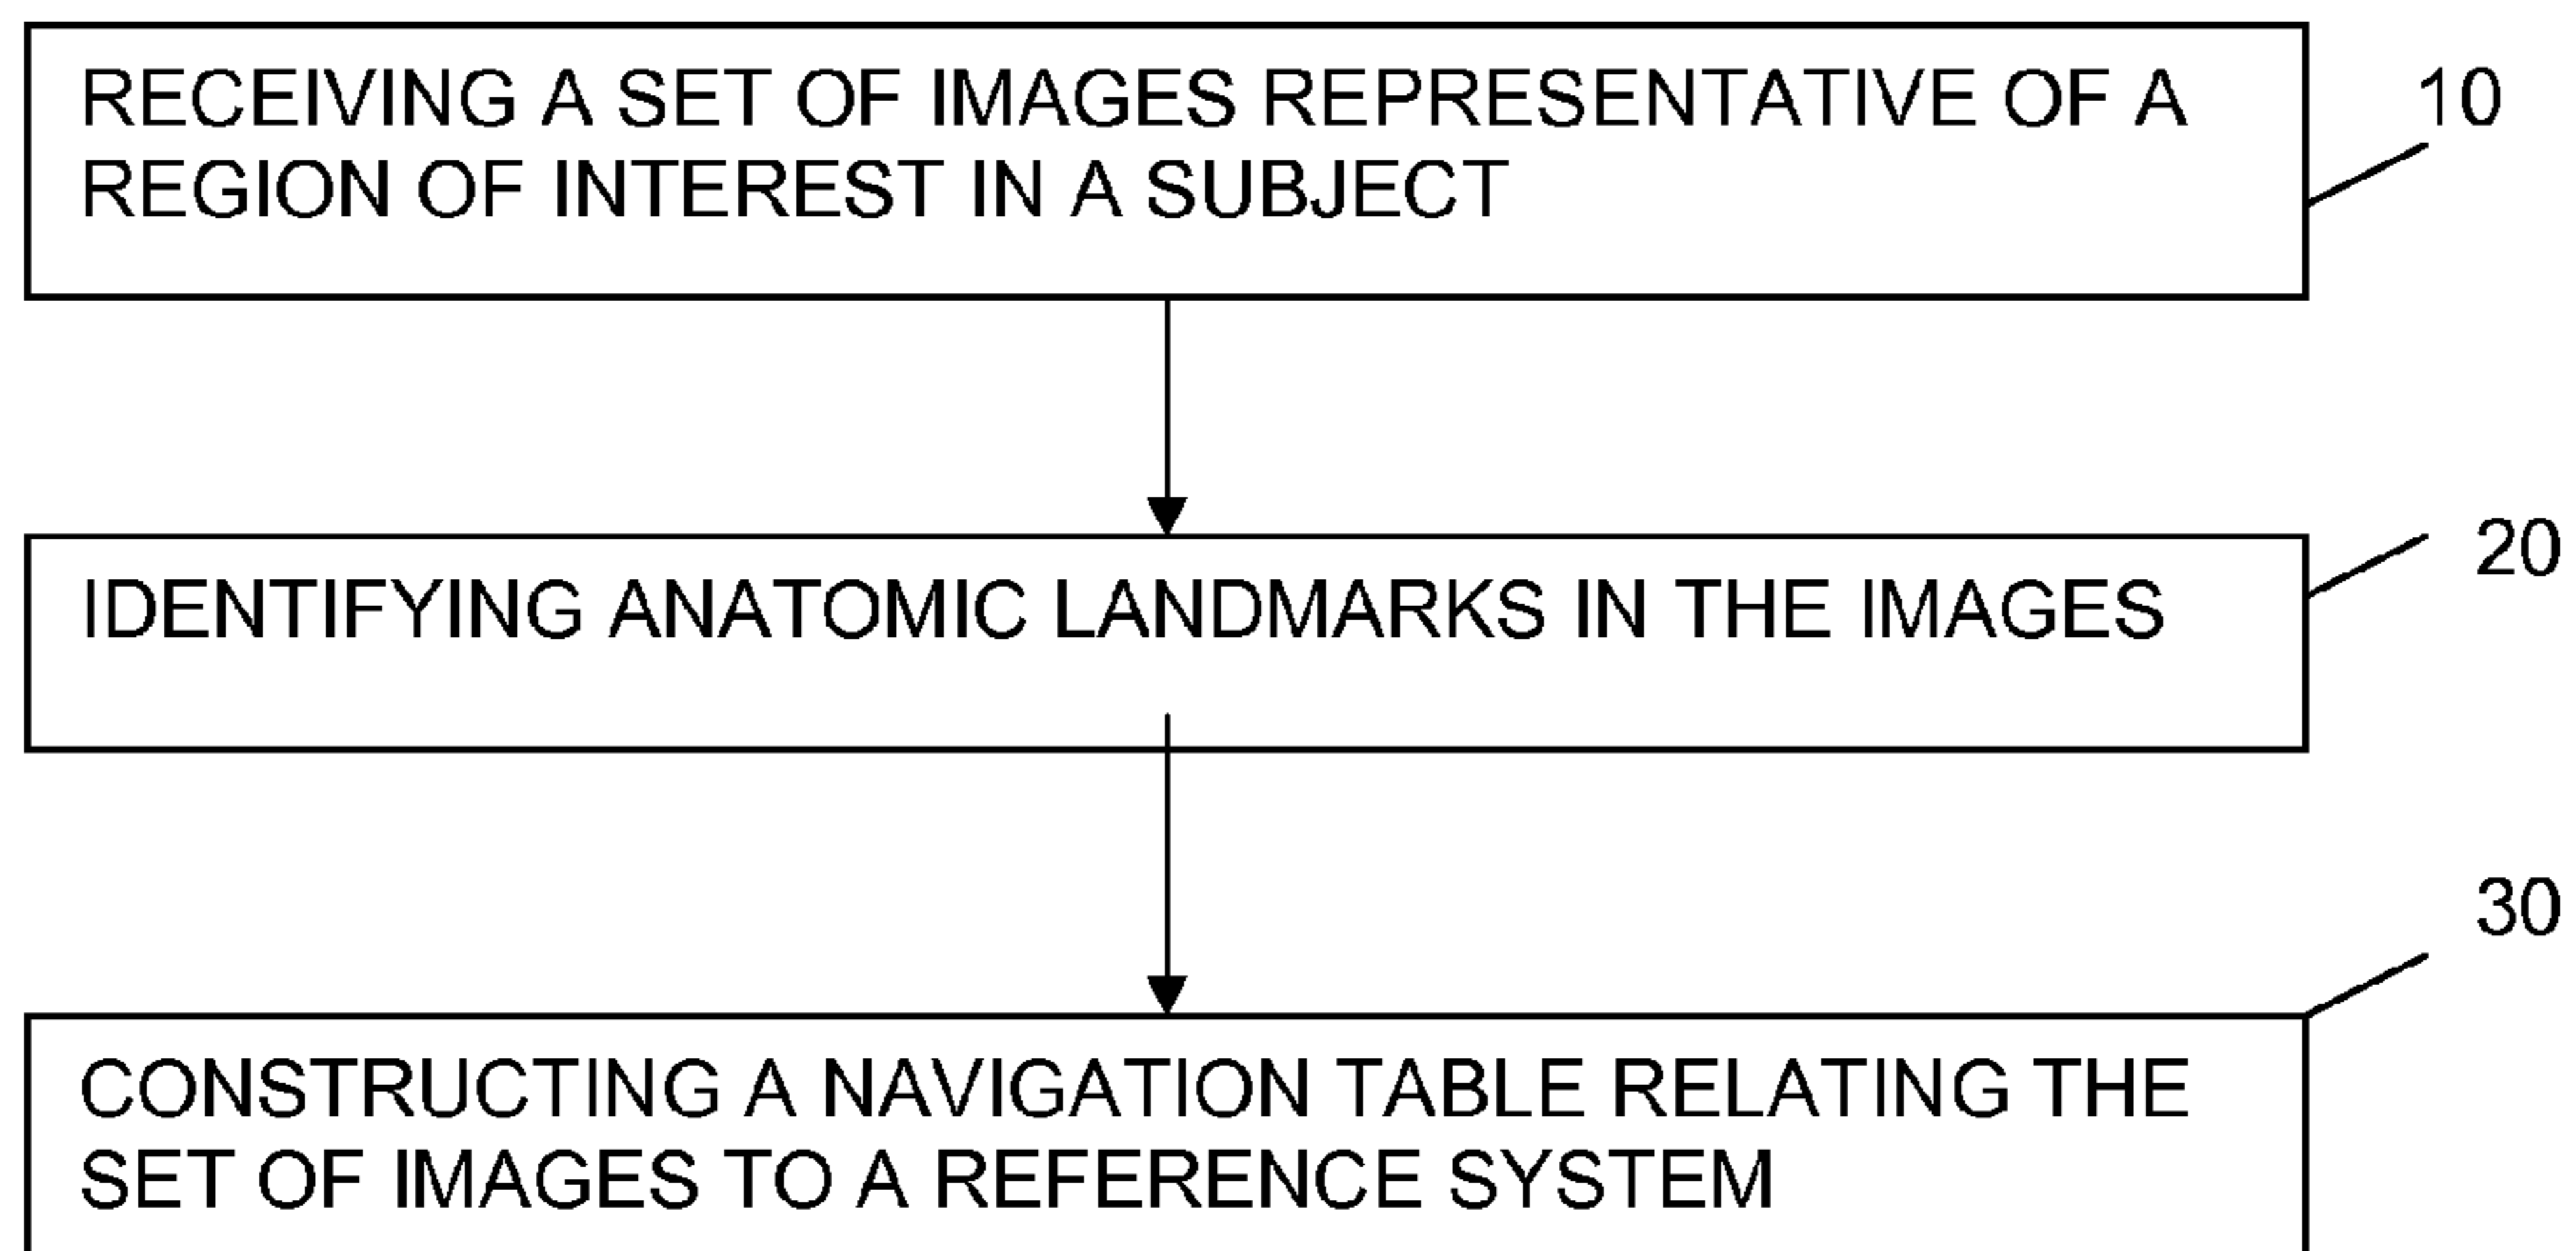 RECEIVING A SET OF IMAGES REPRESENTATIVE OF A
REGION OF INTEREST IN A SUBJECT
10
IDENTIFYING ANATOMIC LANDMARKS IN THE IMAGES
20
CONSTRUCTING A NAVIGATION TABLE RELATING THE
SET OF IMAGES TO A REFERENCE SYSTEM
30